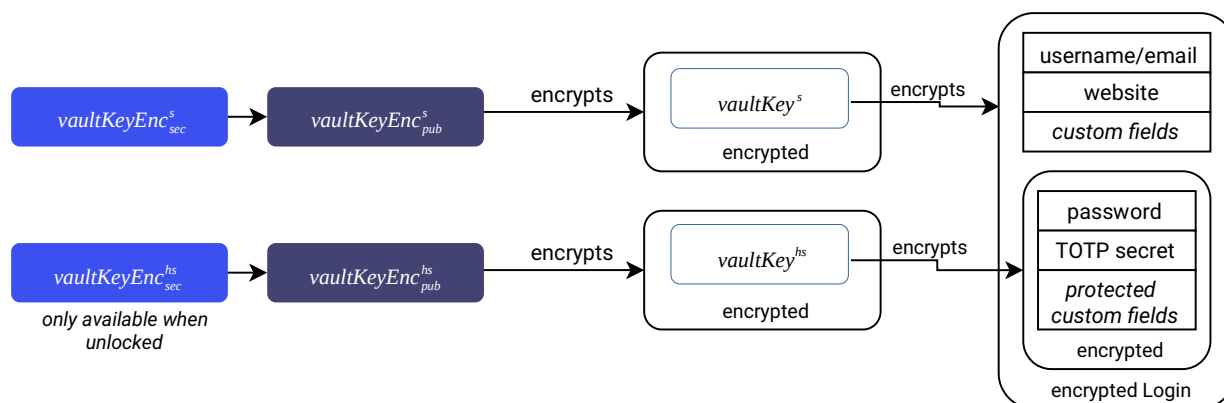 vaultKeyEnc^s_sec
vaultKeyEnc^s_pub
encrypts
vaultKey^s
encrypted
encrypts
username/email
website
custom fields
vaultKeyEnc^hs_sec
only available when
unlocked
vaultKeyEnc^hs_pub
encrypts
vaultKey^hs
encrypted
encrypts
password
TOTP secret
protected
custom fields
encrypted
encrypted Login